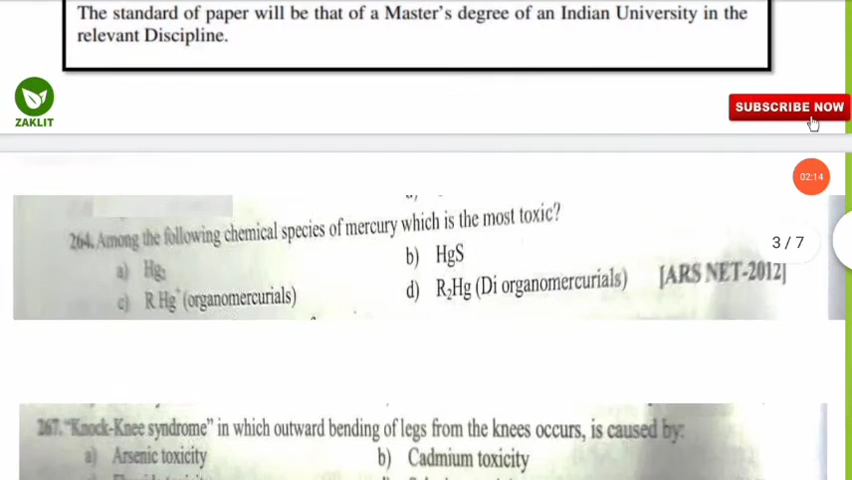 The standard of paper will be that of a Master's degree of an Indian University in the
relevant Discipline.
ZAKLIT
SUBSCRIBE NOW
02:14
3 / 7
264. Among the following chemical species of mercury which is the most toxic?
a) Hg₂
b) HgS
c) R Hg⁺ (organomercurials)
d) R₂Hg (Di organomercurials) [ARS NET-2012]
267. "Knock-Knee syndrome" in which outward bending of legs from the knees occurs, is caused by:
a) Arsenic toxicity
b) Cadmium toxicity